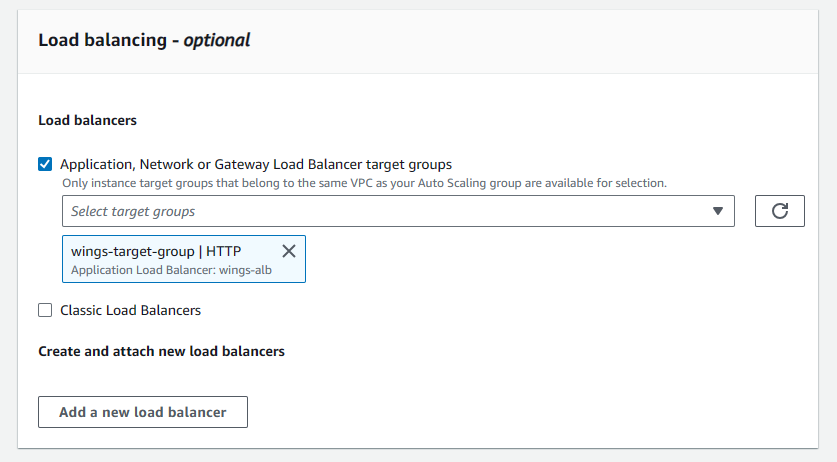 Load balancing - optional
Load balancers
Application, Network or Gateway Load Balancer target groups
Only instance target groups that belong to the same VPC as your Auto Scaling group are available for selection.
Select target groups
wings-target-group | HTTP
Application Load Balancer: wings-alb
Classic Load Balancers
Create and attach new load balancers
Add a new load balancer